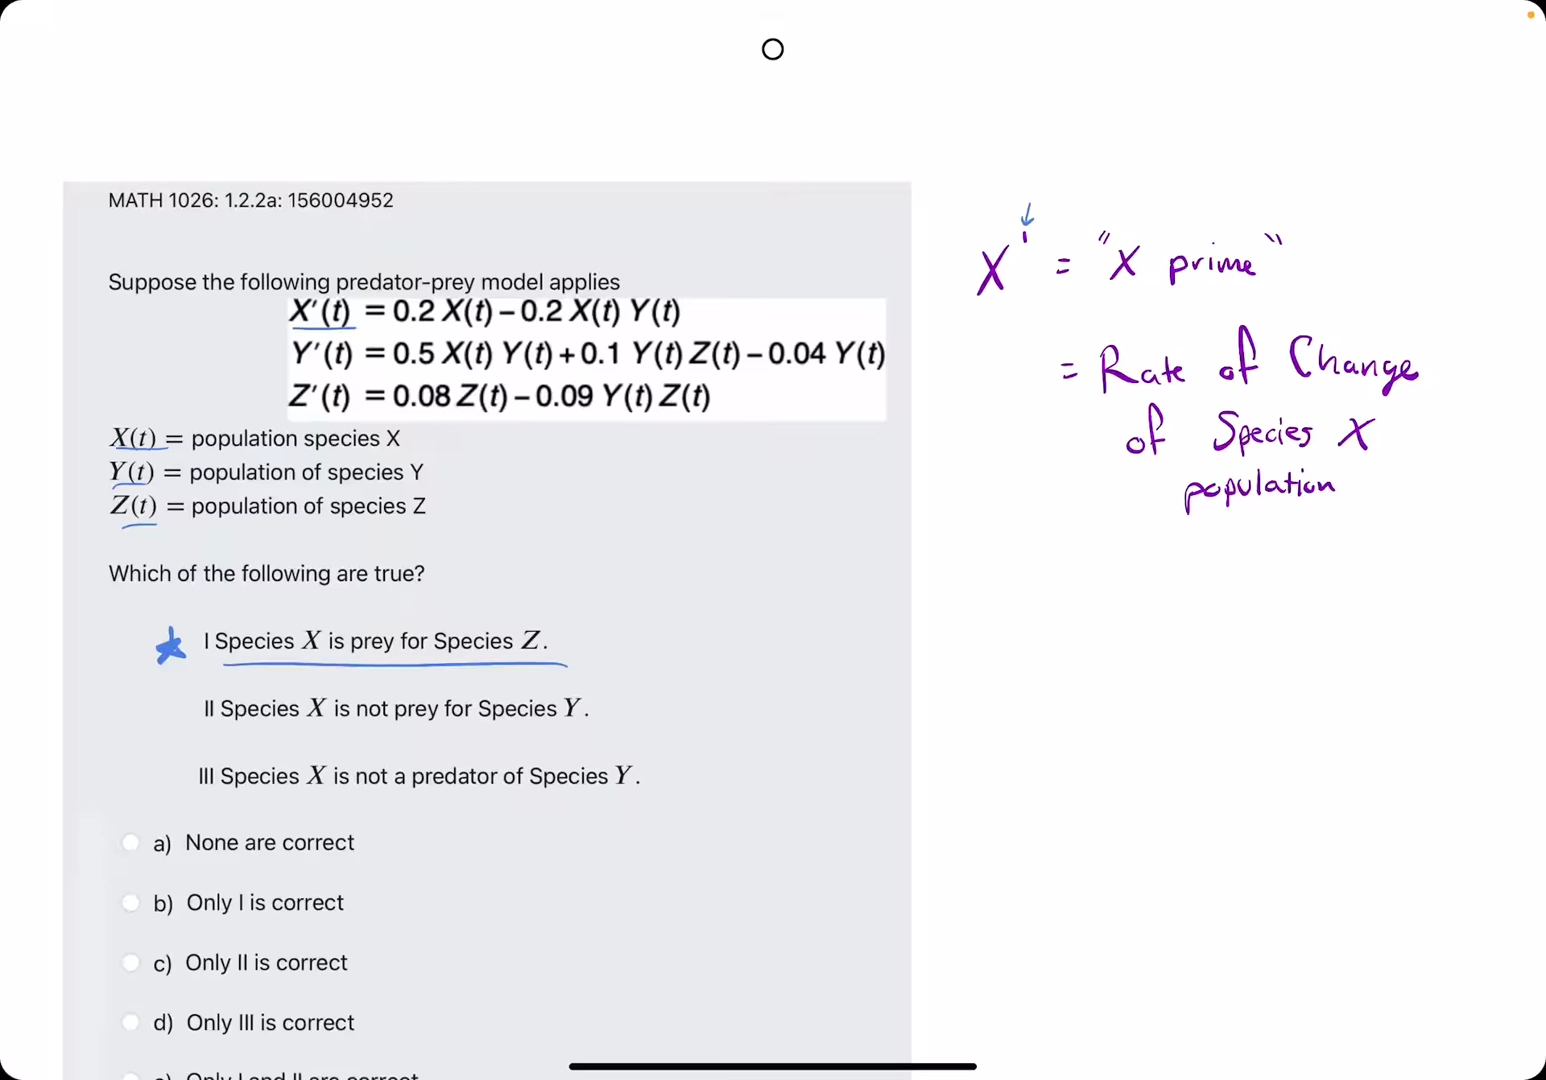 MATH 1026: 1.2.2a: 156004952
Suppose the following predator-prey model applies
X′(t) = 0.2 X(t) – 0.2 X(t) Y(t)
Y′(t) = 0.5 X(t) Y(t) + 0.1 Y(t) Z(t) – 0.04 Y(t)
Z′(t) = 0.08 Z(t) – 0.09 Y(t) Z(t)
X(t) = population species X
Y(t) = population of species Y
Z(t) = population of species Z
Which of the following are true?
I Species X is prey for Species Z.
II Species X is not prey for Species Y.
III Species X is not a predator of Species Y.
a) None are correct
b) Only I is correct
c) Only II is correct
d) Only III is correct
X' = "X prime"
= Rate of Change
of Species X
population